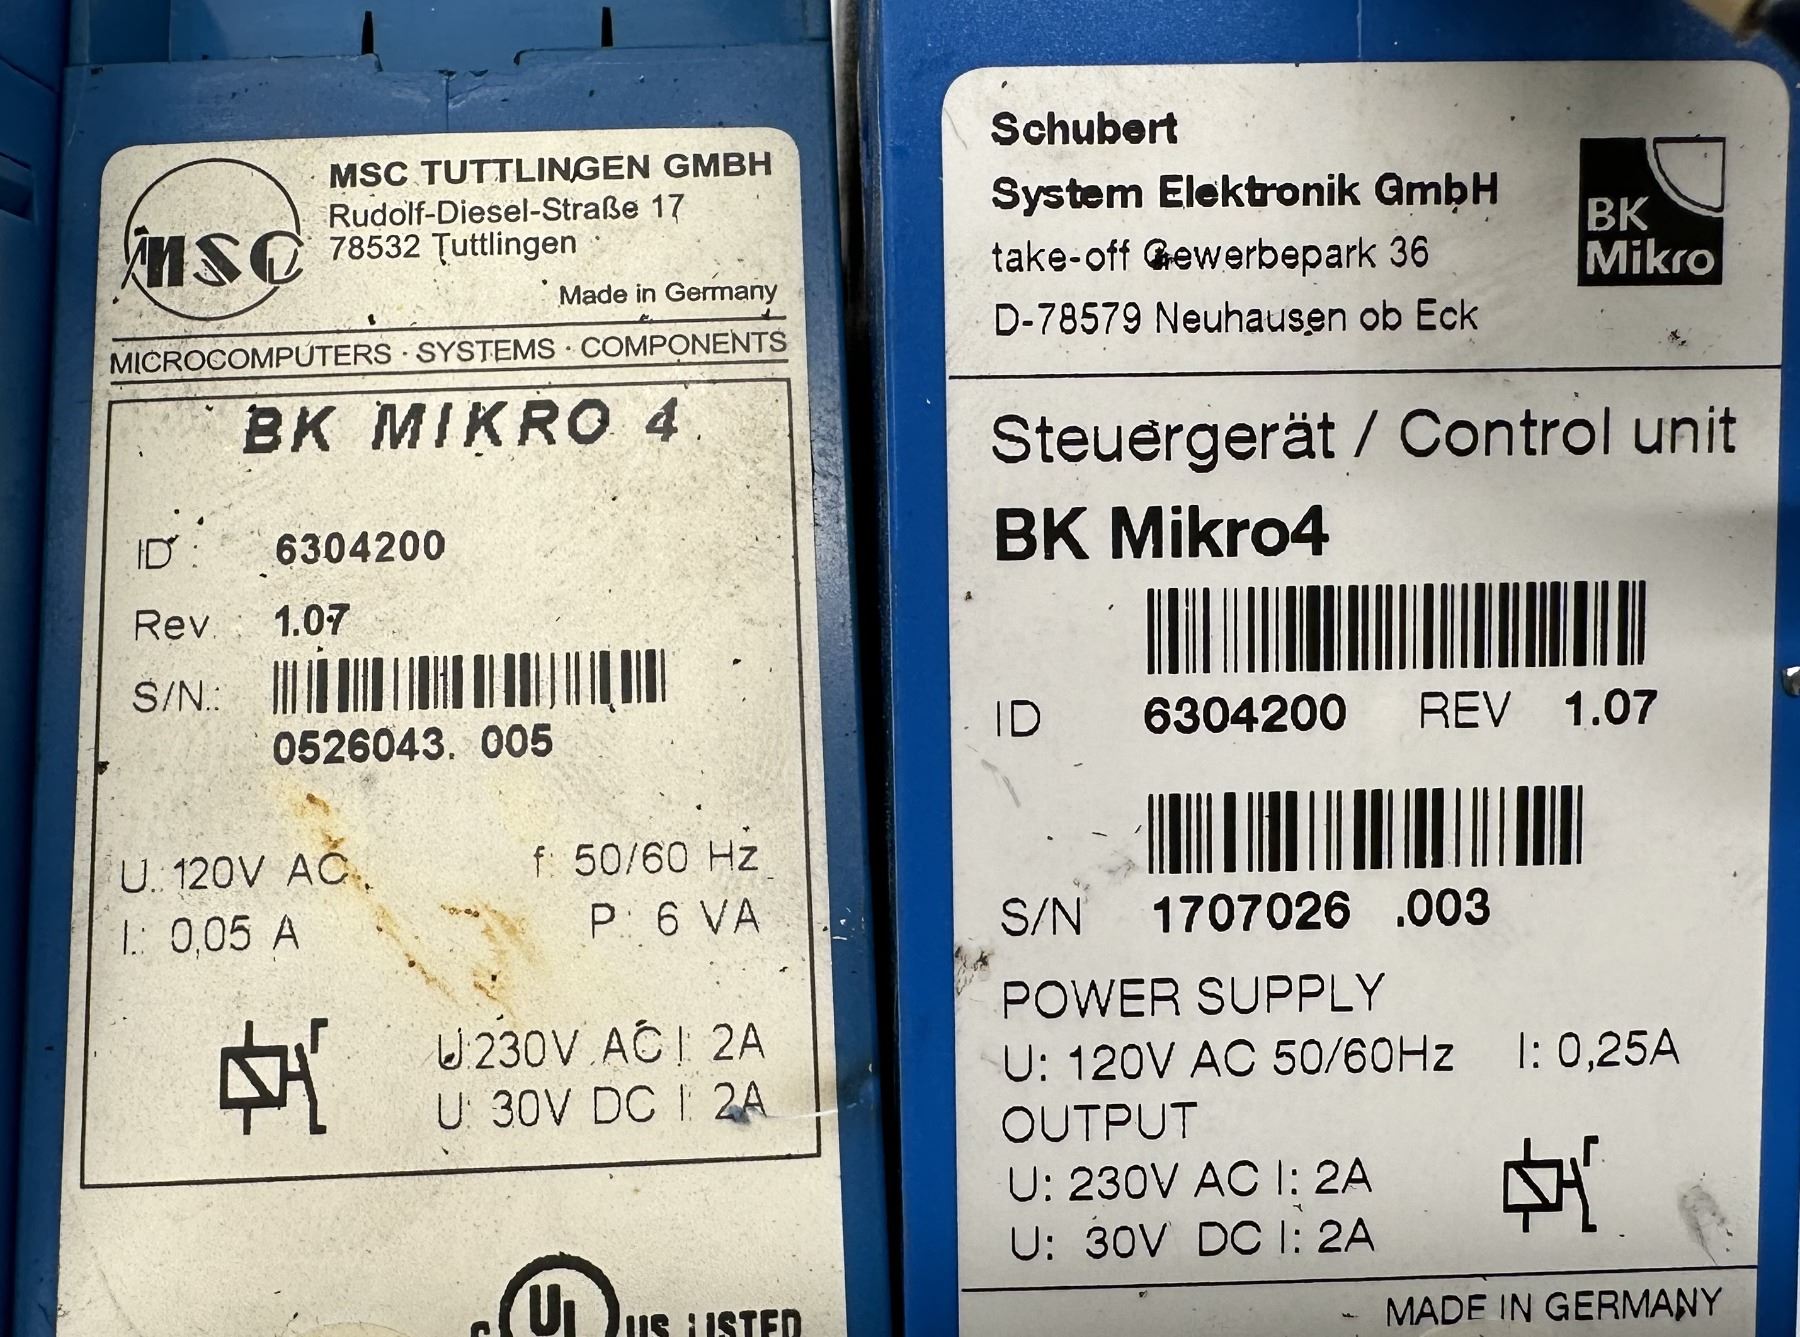 MSC
MSC TUTTLINGEN GMBH
Rudolf-Diesel-Straße 17
78532 Tuttlingen
Made in Germany
MICROCOMPUTERS · SYSTEMS · COMPONENTS
BK MIKRO 4
ID : 6304200
Rev. : 1.07
S/N.:
0526043. 005
U.: 120V AC f: 50/60 Hz
I.: 0,05 A P: 6 VA
U:230V AC I: 2A
U: 30V DC I: 2A
c UL US LISTED
Schubert
System Elektronik GmbH
take-off Gewerbepark 36
D-78579 Neuhausen ob Eck
BK
Mikro
Steuergerät / Control unit
BK Mikro4
ID 6304200 REV 1.07
S/N 1707026 .003
POWER SUPPLY
U: 120V AC 50/60Hz I: 0,25A
OUTPUT
U: 230V AC I: 2A
U: 30V DC I: 2A
MADE IN GERMANY